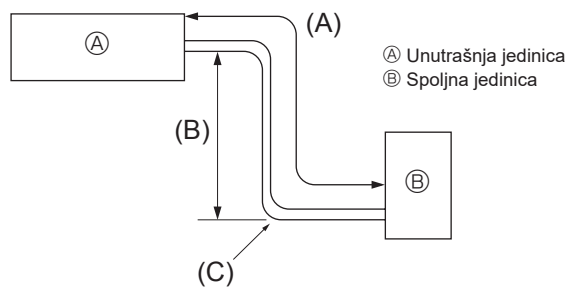 (A)
Ⓐ
Ⓐ Unutrašnja jedinica
Ⓑ Spoljna jedinica
(B)
Ⓑ
(C)